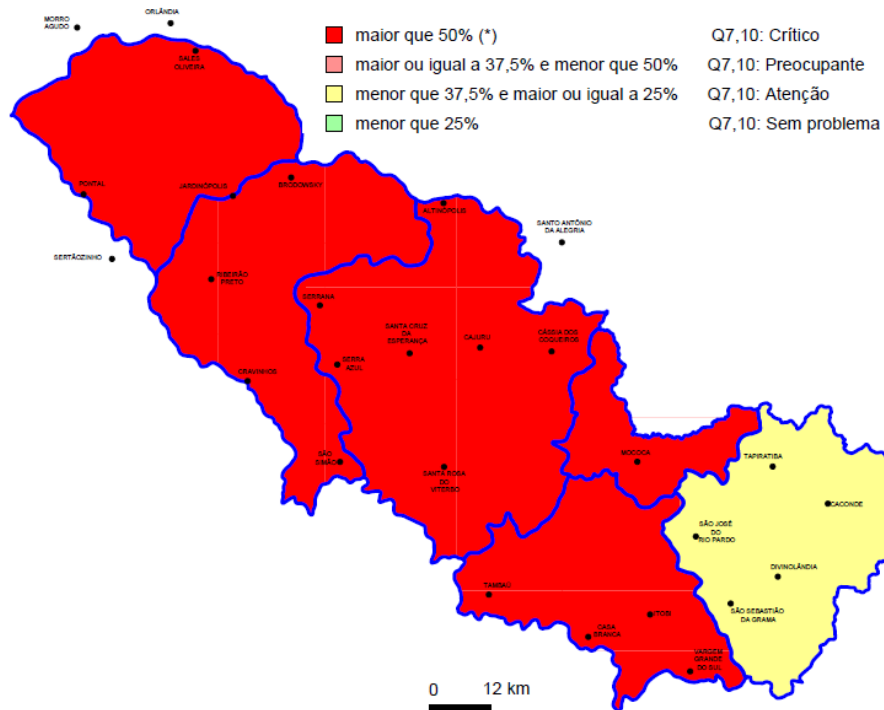 ORLÂNDIA
MORRO
AGUDO
SALES
OLIVEIRA
maior que 50% (*) Q7,10: Crítico
maior ou igual a 37,5% e menor que 50% Q7,10: Preocupante
menor que 37,5% e maior ou igual a 25% Q7,10: Atenção
menor que 25% Q7,10: Sem problema
PONTAL
JARDINÓPOLIS
BRODOWSKY
ALTINÓPOLIS
SANTO ANTÔNIO
DA ALEGRIA
SERTÃOZINHO
RIBEIRÃO
PRETO
SERRANA
SANTA CRUZ
DA
ESPERANÇA
CAJURU
CÁSSIA DOS
COQUEIROS
SERRA
AZUL
CRAVINHOS
SÃO
SIMÃO
SANTA ROSA
DO
VITERBO
MOCOCA
TAPIRATIBA
CACONDE
SÃO JOSÉ
DO
RIO PARDO
DIVINOLÂNDIA
TAMBAÚ
ITOBI
SÃO SEBASTIÃO
DA GRAMA
CASA
BRANCA
VARGEM
GRANDE
DO SUL
0 12 km